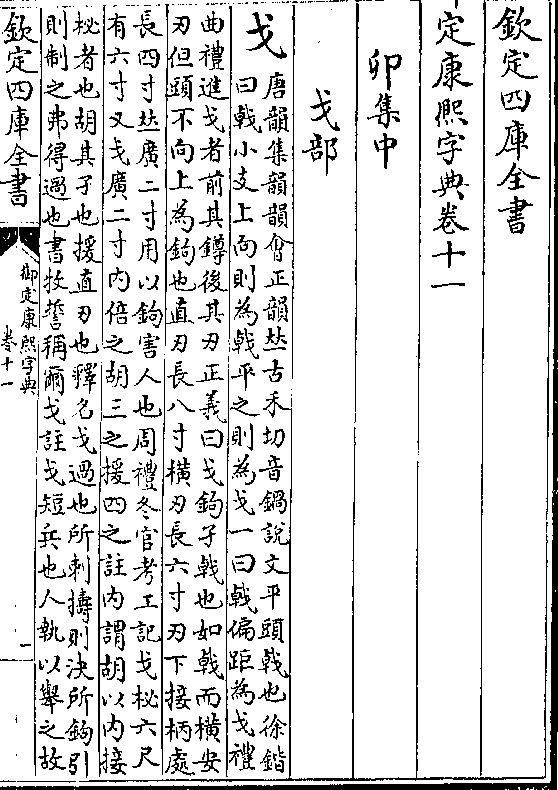 欽定四庫全書
定康熙字典卷十一
卯集中
戈部
戈
唐韻集韻韻會正韻𠀤古禾切音鍋說文平頭戟也徐鍇
曰戟小支上向則為戟平之則為戈一曰戟偏距為戈禮
曲禮進戈者前其鐏後其刃正義曰戈鉤孑戟也如戟而橫安
刃但頭不向上為鉤也直刃長八寸橫刃長六寸刃下接柄處
長四寸𠀤廣二寸用以鉤害人也周禮冬官考工記戈柲六尺
有六寸又戈廣二寸內倍之胡三之援四之註內謂胡以內接
柲者也胡其孑也援直刃也釋名戈過也所刺擣則決所鉤引
則制之弗得過也書牧誓稱爾戈註戈短兵也人執以舉之故
欽定四庫全書
御定康熙字典
卷十一
一